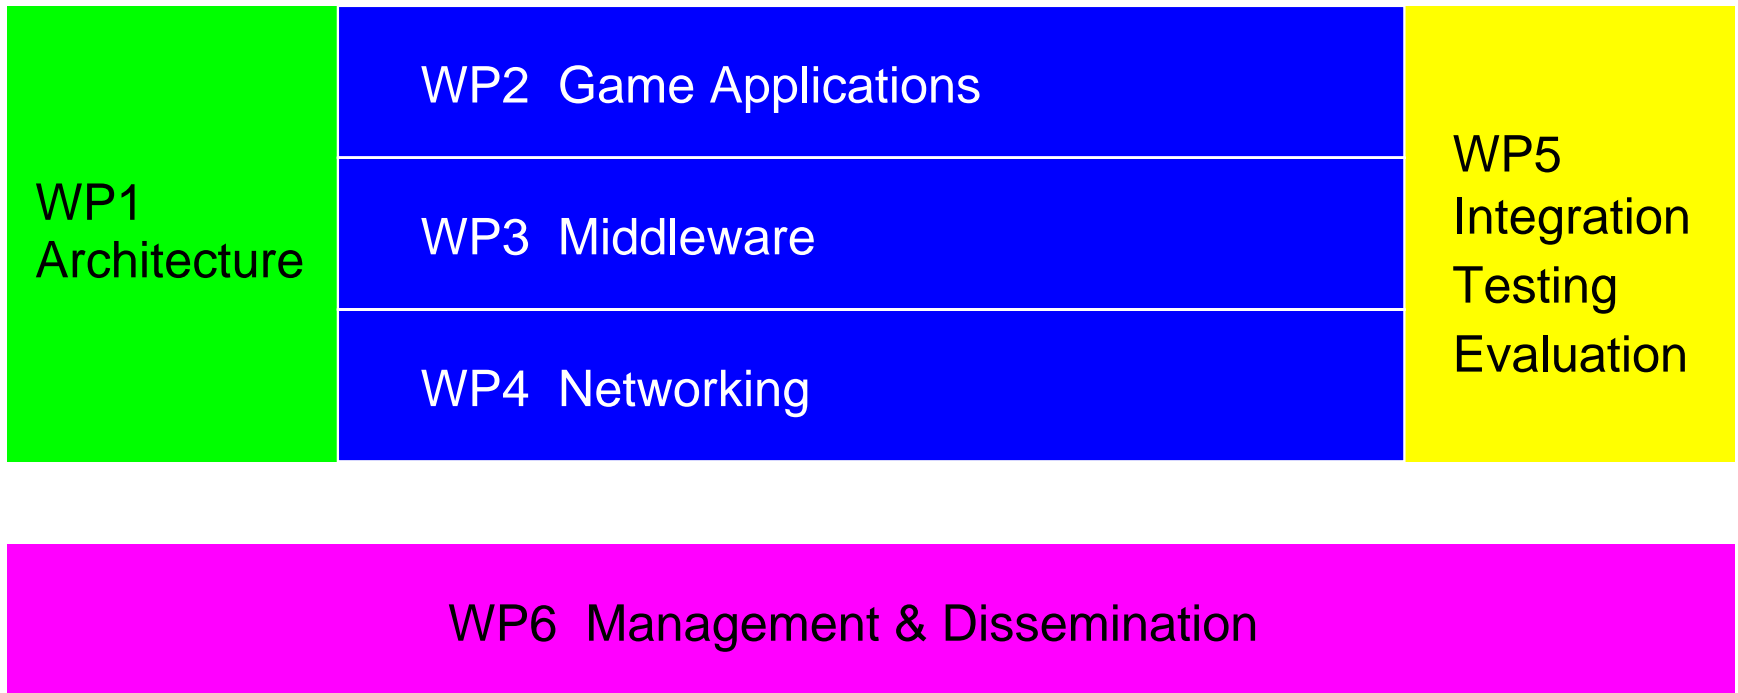 WP1
Architecture
WP2 Game Applications
WP3 Middleware
WP4 Networking
WP5
Integration
Testing
Evaluation
WP6 Management & Dissemination